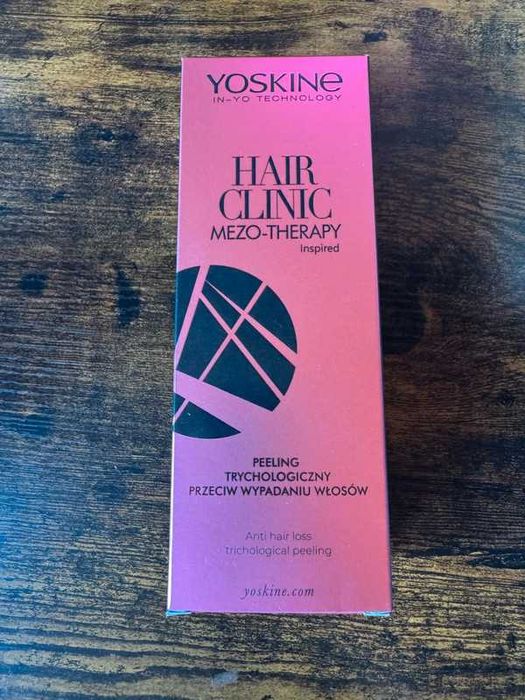 YOSKINE
IN-YO TECHNOLOGY
HAIR
CLINIC
MEZO-THERAPY
Inspired
PEELING
TRYCHOLOGICZNY
PRZECIW WYPADANIU WŁOSÓW
Anti hair loss
trichological peeling
yoskine.com